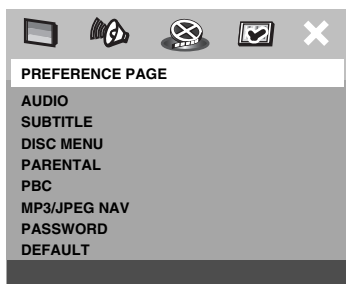 PREFERENCE PAGE
AUDIO
SUBTITLE
DISC MENU
PARENTAL
PBC
MP3/JPEG NAV
PASSWORD
DEFAULT